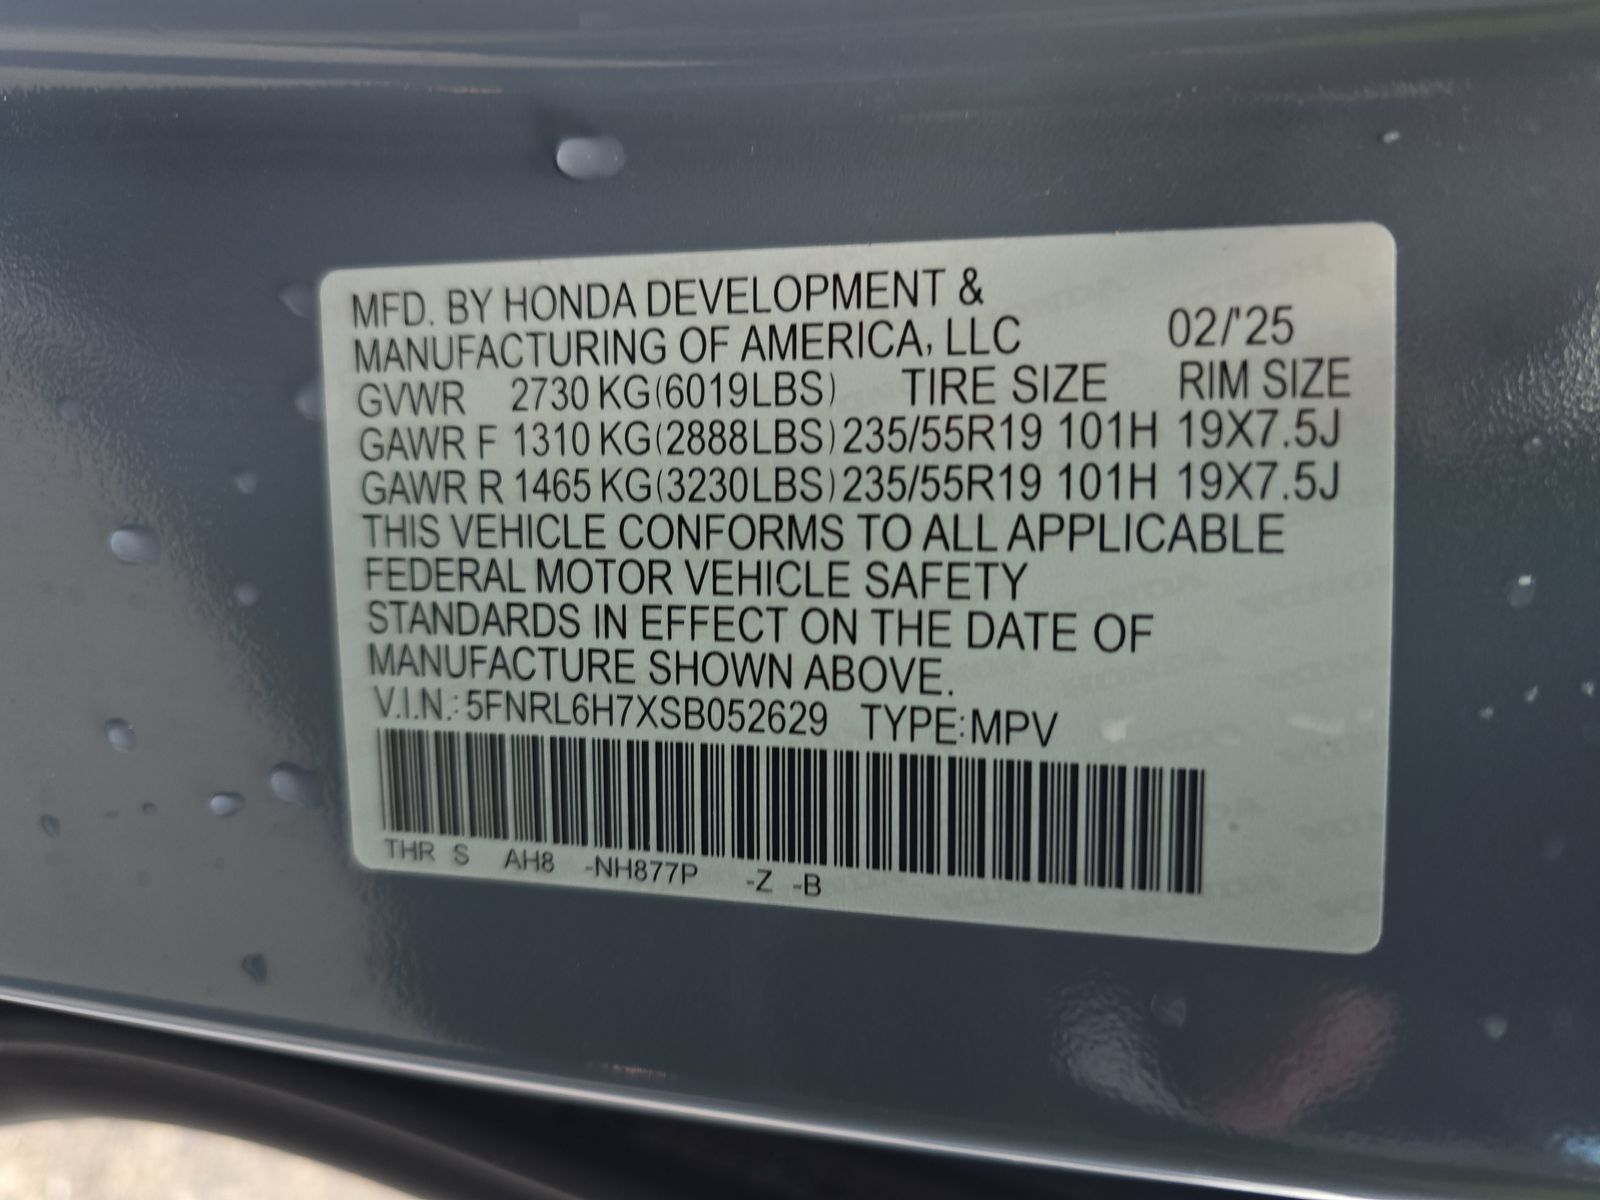 MFD. BY HONDA DEVELOPMENT &
MANUFACTURING OF AMERICA, LLC 02/'25
GVWR 2730 KG(6019LBS) TIRE SIZE RIM SIZE
GAWR F 1310 KG(2888LBS) 235/55R19 101H 19X7.5J
GAWR R 1465 KG(3230LBS) 235/55R19 101H 19X7.5J
THIS VEHICLE CONFORMS TO ALL APPLICABLE
FEDERAL MOTOR VEHICLE SAFETY
STANDARDS IN EFFECT ON THE DATE OF
MANUFACTURE SHOWN ABOVE.
V.I.N.: 5FNRL6H7XSB052629 TYPE:MPV
THR S AH8 -NH877P -Z -B